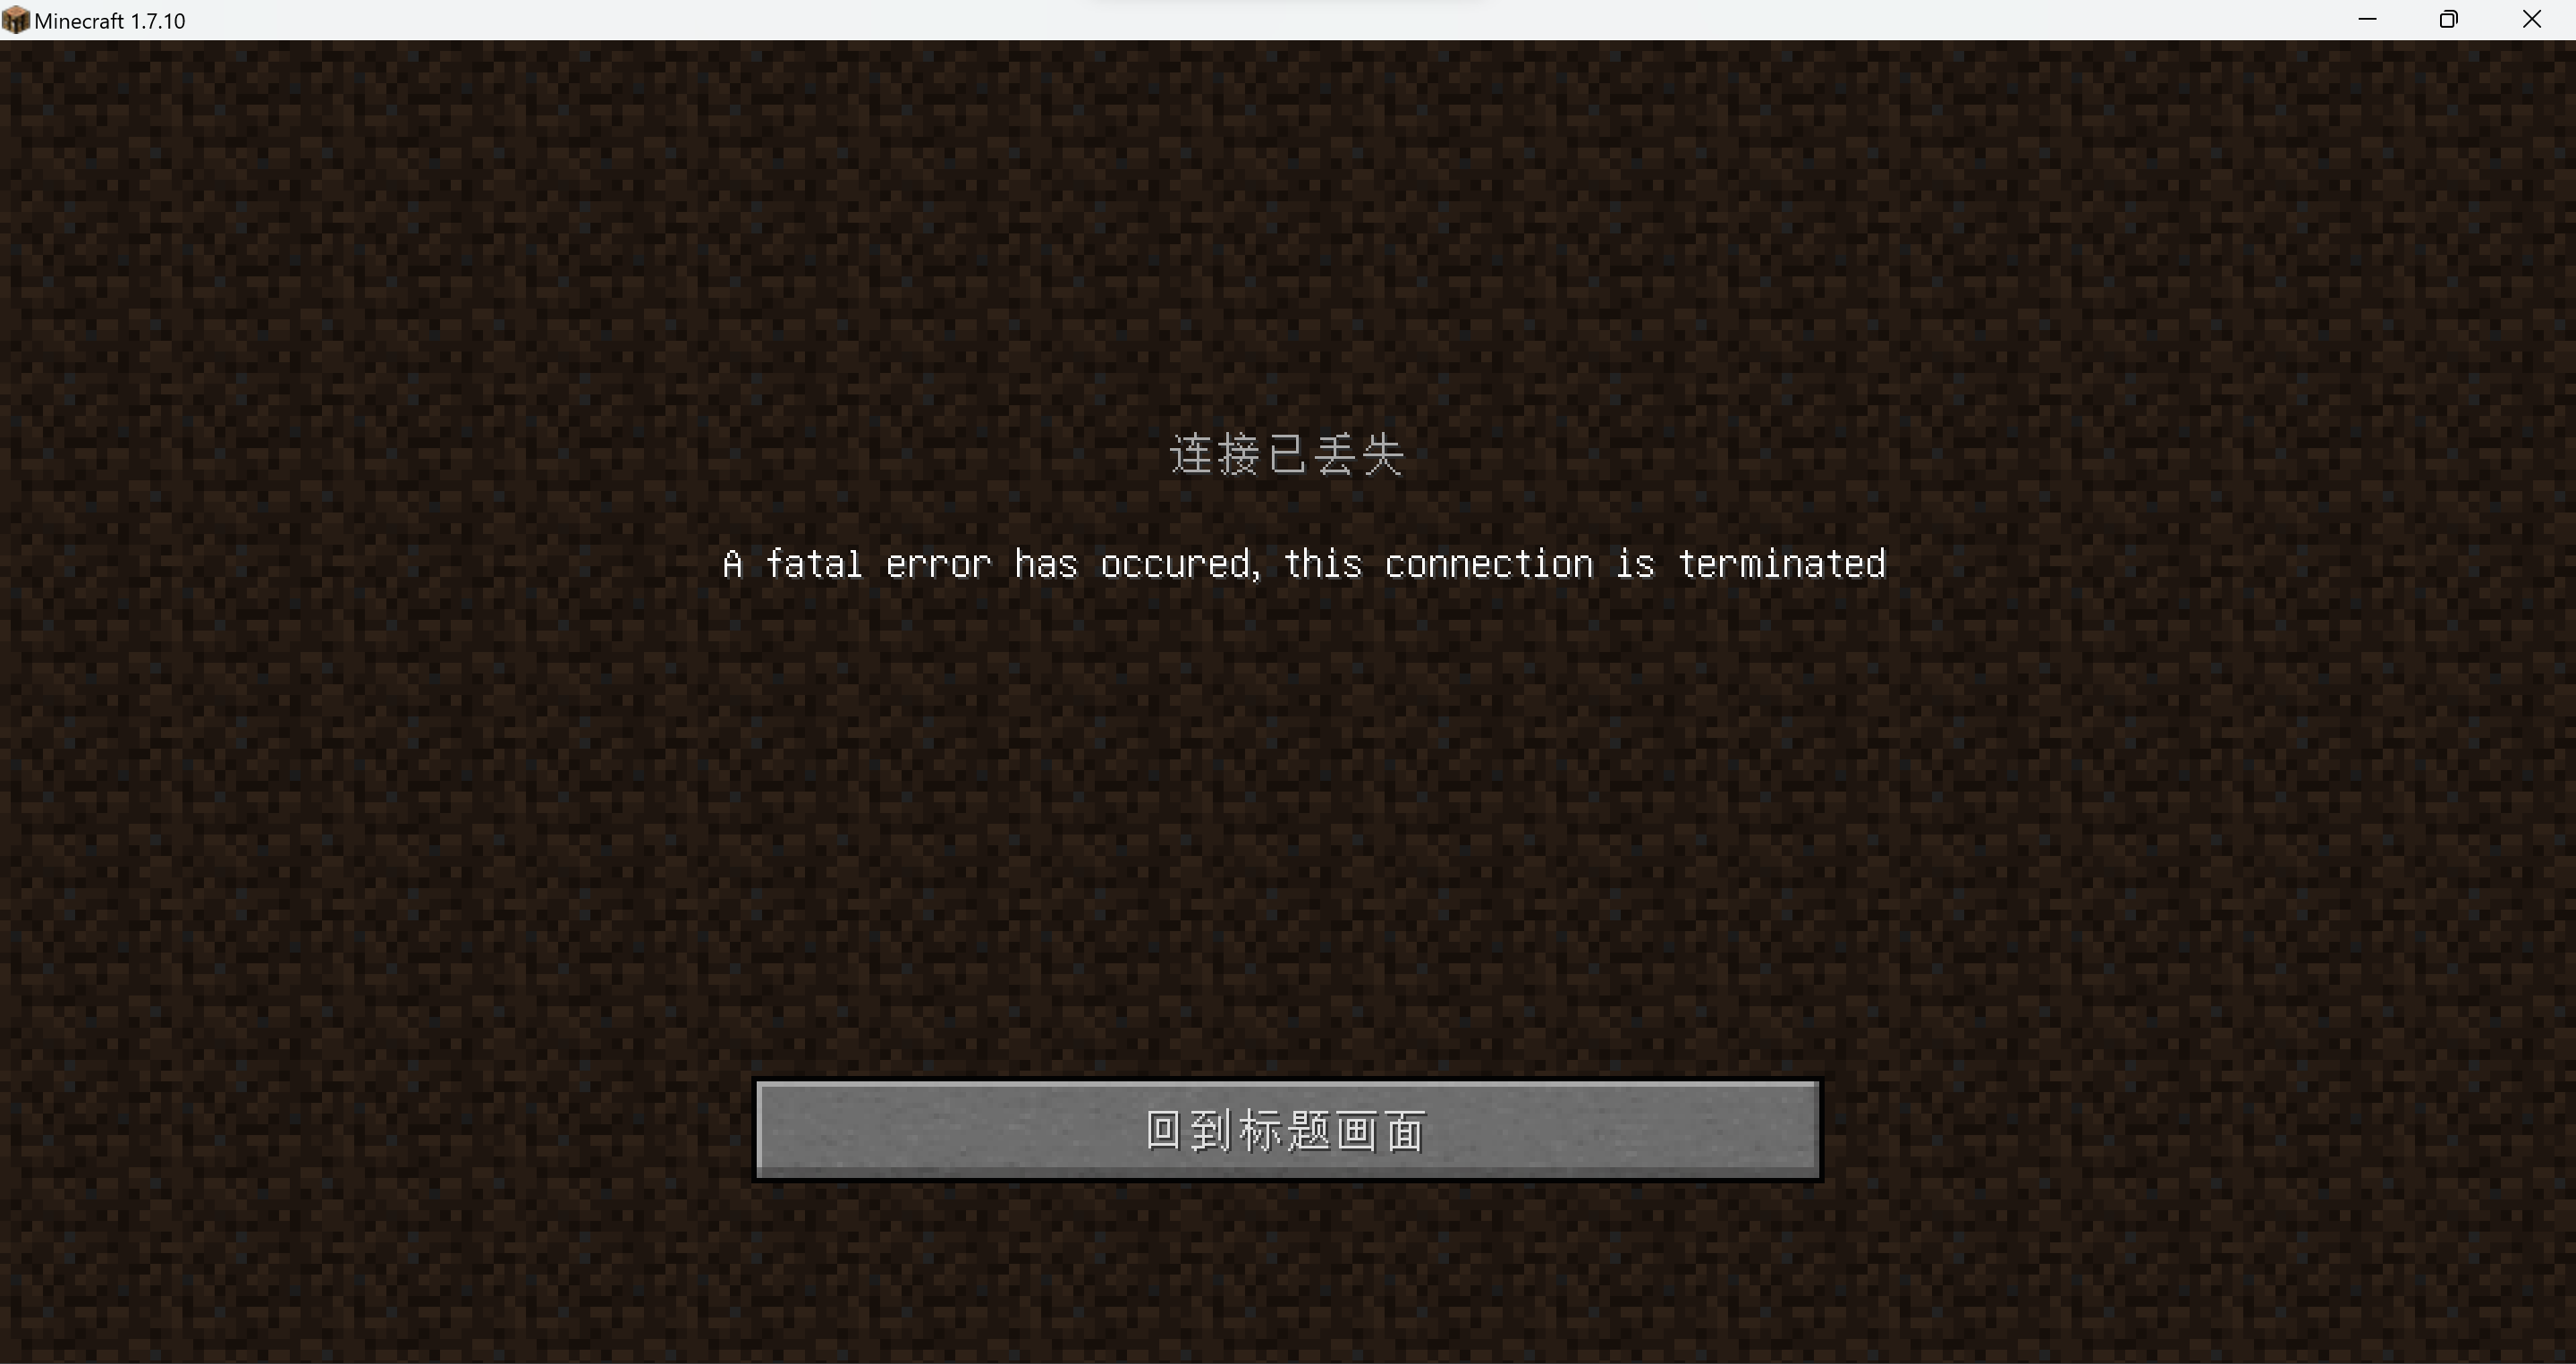 Minecraft 1.7.10
连接已丢失
A fatal error has occured, this connection is terminated
回到标题画面